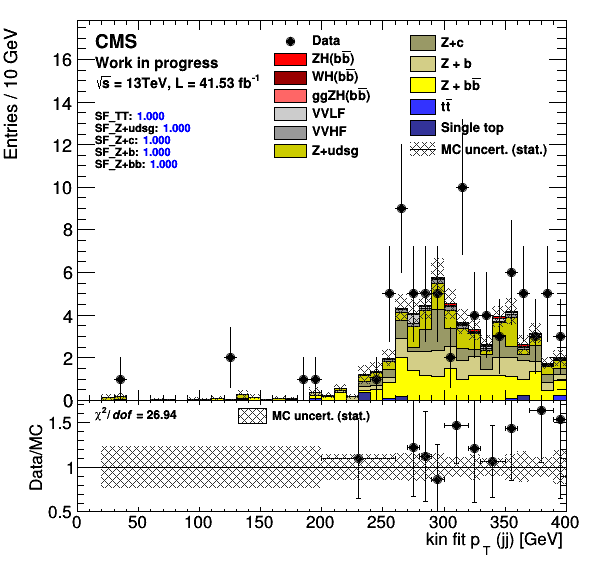 CMS
Work in progress
√s = 13TeV, L = 41.53 fb⁻¹
SF_TT: 1.000
SF_Z+udsg: 1.000
SF_Z+c: 1.000
SF_Z+b: 1.000
SF_Z+bb: 1.000
Data
ZH(bb̅)
WH(bb̅)
ggZH(bb̅)
VVLF
VVHF
Z+udsg
Z+c
Z + b
Z + bb̅
tt̅
Single top
MC uncert. (stat.)
Entries / 10 GeV
16
14
12
10
8
6
4
2
0
χ²/dof = 26.94
MC uncert. (stat.)
Data/MC
1.5
1
0.5
0 50 100 150 200 250 300 350 400
kin fit p_T (jj) [GeV]